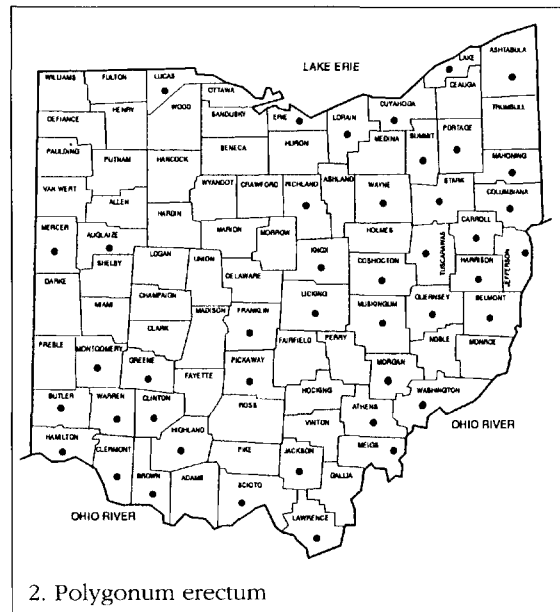 LAKE ERIE
LAKE
ASHTABULA
WILLIAMS
FULTON
LUCAS
OTTAWA
CUYAHOGA
GEAUGA
HENRY
WOOD
SANDUSKY
ERIE
LORAIN
TRUMBULL
DEFIANCE
MEDINA
SUMMIT
PORTAGE
PAULDING
PUTNAM
HANCOCK
SENECA
HURON
MAHONING
VAN WERT
ALLEN
WYANDOT
CRAWFORD
RICHLAND
ASHLAND
WAYNE
STARK
COLUMBIANA
HARDIN
MARION
MORROW
HOLMES
CARROLL
MERCER
AUGLAIZE
LOGAN
UNION
KNOX
COSHOCTON
TUSCARAWAS
HARRISON
JEFFERSON
SHELBY
DELAWARE
DARKE
MIAMI
CHAMPAIGN
LICKING
MUSKINGUM
GUERNSEY
BELMONT
CLARK
MADISON
FRANKLIN
PREBLE
MONTGOMERY
GREENE
FAYETTE
PICKAWAY
FAIRFIELD
PERRY
NOBLE
MONROE
MORGAN
BUTLER
WARREN
CLINTON
ROSS
HOCKING
ATHENS
WASHINGTON
OHIO RIVER
HAMILTON
CLERMONT
HIGHLAND
VINTON
MEIGS
BROWN
ADAMS
PIKE
JACKSON
GALLIA
SCIOTO
LAWRENCE
OHIO RIVER
2. Polygonum erectum